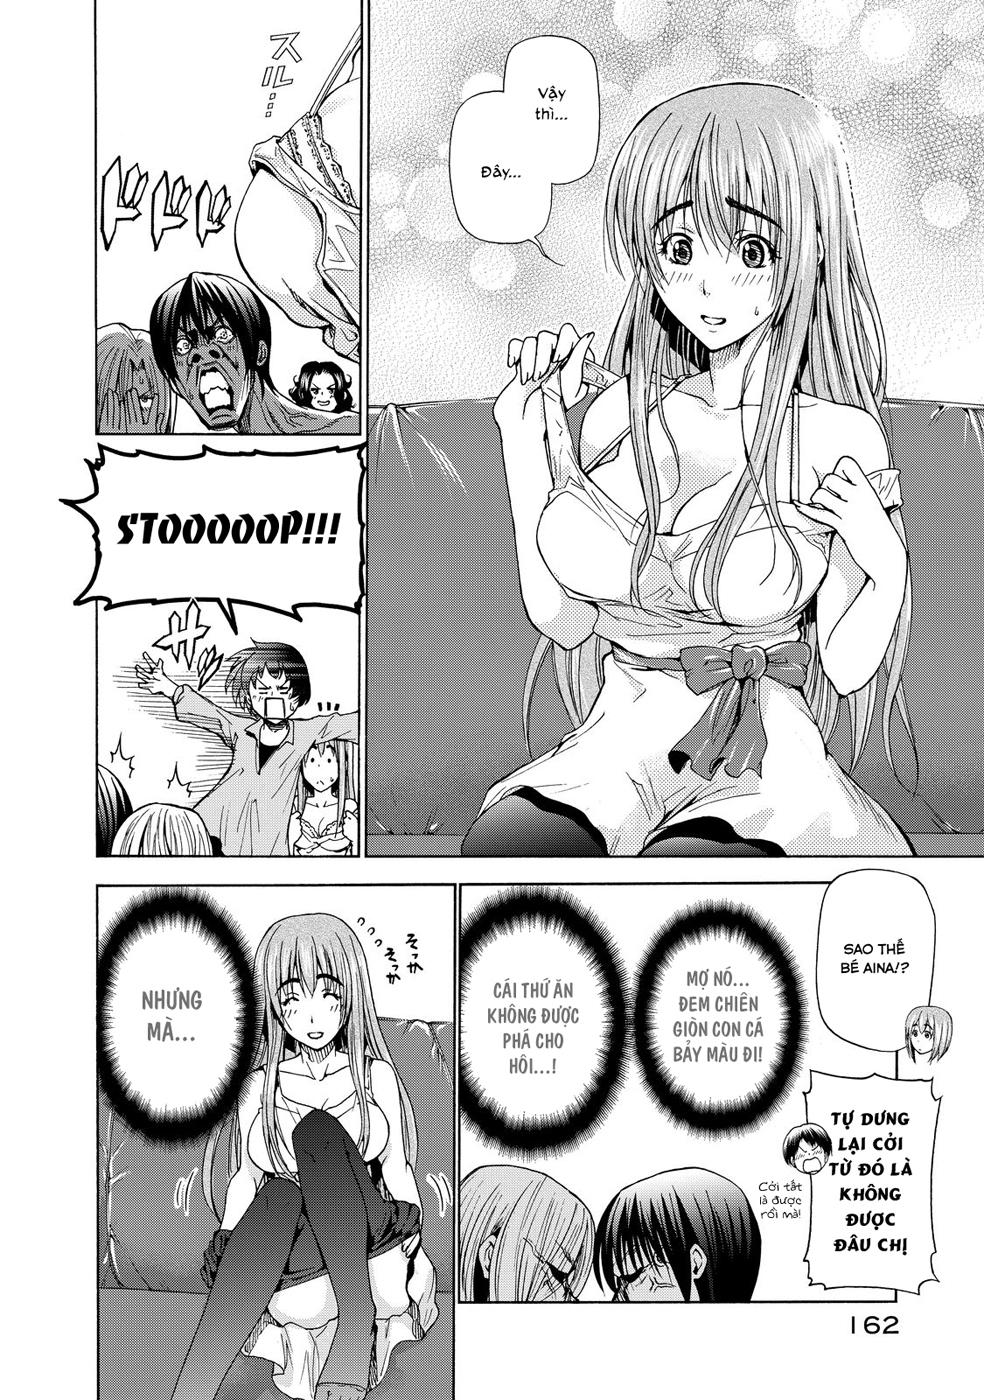 Vậy
thì...
Đây...
スル...
ドドド
STOOOOOP!!!
SAO THẾ
BÉ AINA!?
TỰ DƯNG
LẠI CỞI
TỪ ĐÓ LÀ
KHÔNG
ĐƯỢC
ĐÂU CHỊ
Cởi tất
là được
rồi mà!
MỢ NÓ...
ĐEM CHIÊN
GIÒN CON CÁ
BẢY MÀU ĐI!
CÁI THỨ ĂN
KHÔNG ĐƯỢC
PHÁ CHO
HÔI...!
そっか
そっか
NHƯNG
MÀ...
162